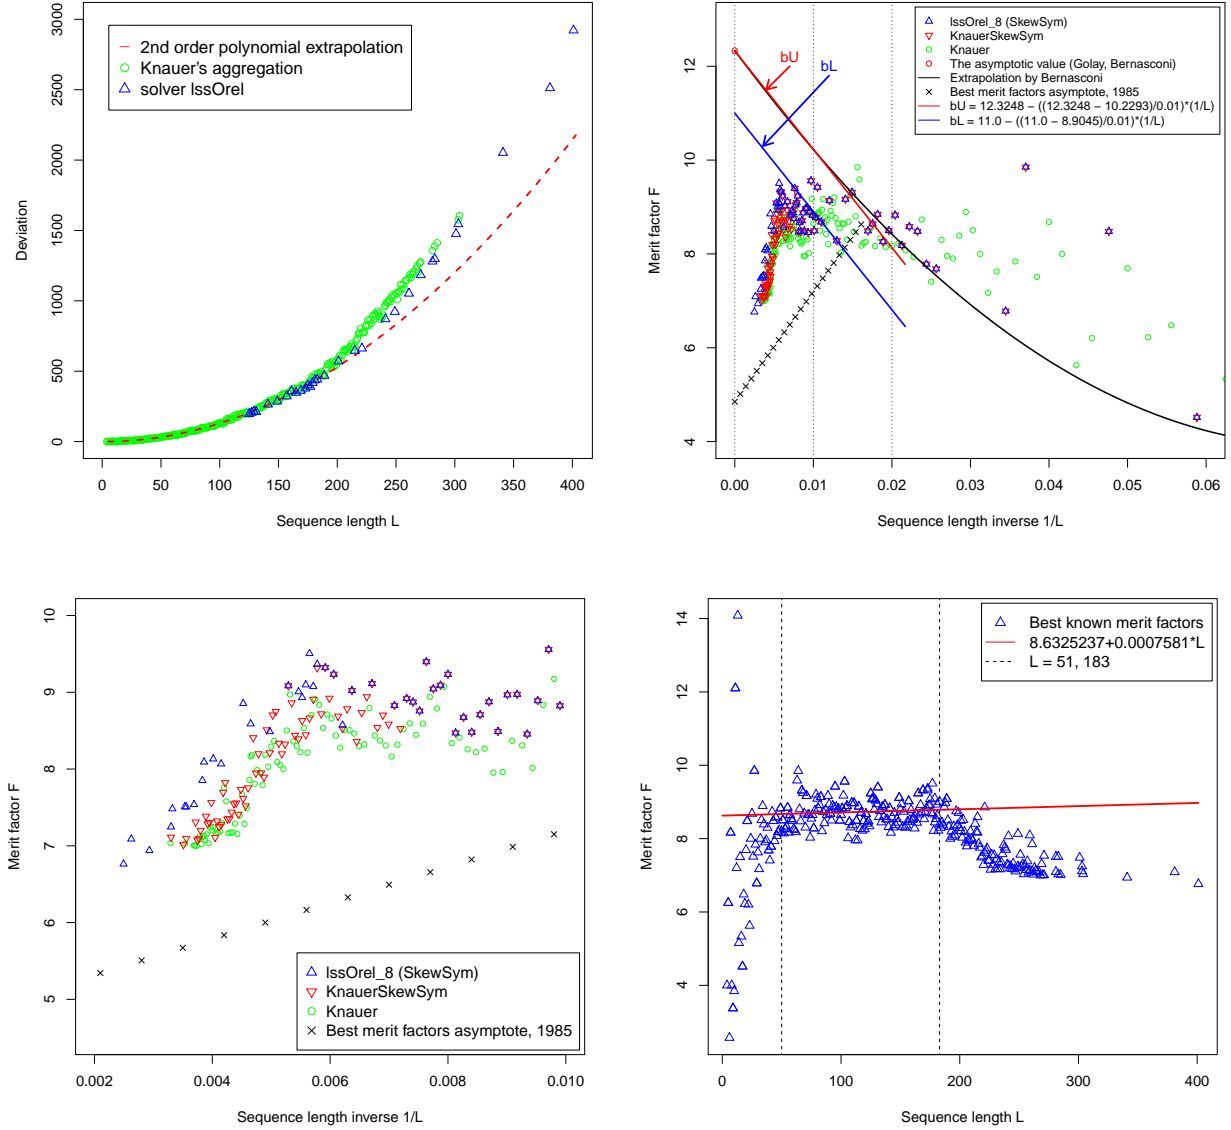 3000
2500
2000
1500
1000
500
0
Deviation
2nd order polynomial extrapolation
Knauer's aggregation
solver lssOrel
0 50 100 150 200 250 300 350 400
Sequence length L
12
10
8
6
4
Merit factor F
bU
bL
lssOrel_8 (SkewSym)
KnauerSkewSym
Knauer
The asymptotic value (Golay, Bernasconi)
Extrapolation by Bernasconi
Best merit factors asymptote, 1985
bU = 12.3248 − ((12.3248 − 10.2293)/0.01)*(1/L)
bL = 11.0 − ((11.0 − 8.9045)/0.01)*(1/L)
0.00 0.01 0.02 0.03 0.04 0.05 0.06
Sequence length inverse 1/L
10
9
8
7
6
5
Merit factor F
lssOrel_8 (SkewSym)
KnauerSkewSym
Knauer
Best merit factors asymptote, 1985
0.002 0.004 0.006 0.008 0.010
Sequence length inverse 1/L
14
12
10
8
6
4
Merit factor F
Best known merit factors
8.6325237+0.0007581*L
L = 51, 183
0 100 200 300 400
Sequence length L